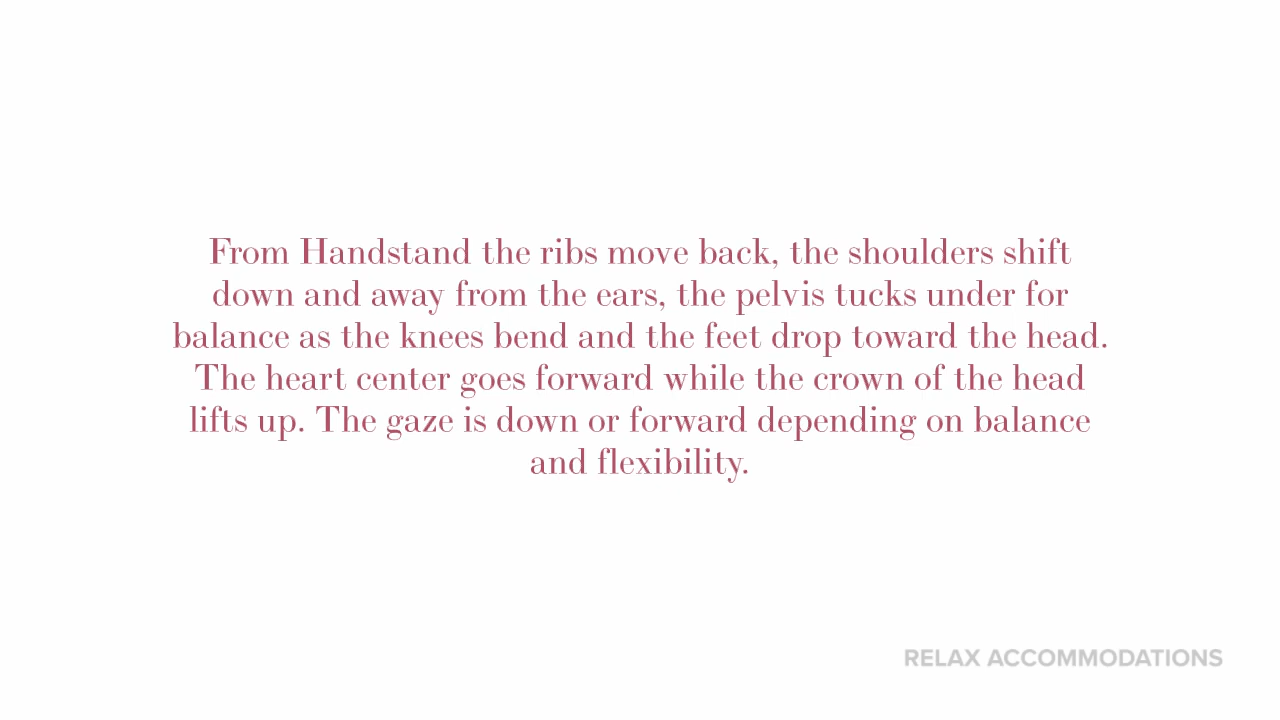 From Handstand the ribs move back, the shoulders shift
down and away from the ears, the pelvis tucks under for
balance as the knees bend and the feet drop toward the head.
The heart center goes forward while the crown of the head
lifts up. The gaze is down or forward depending on balance
and flexibility.
RELAX ACCOMMODATIONS